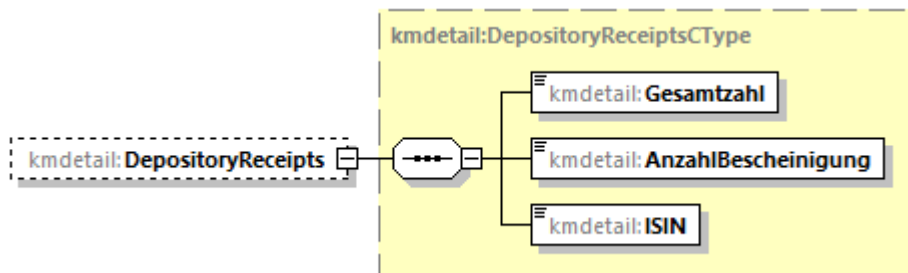 kmdetail:DepositoryReceiptsCType
kmdetail:Gesamtzahl
kmdetail:DepositoryReceipts
kmdetail:AnzahlBescheinigung
kmdetail:ISIN